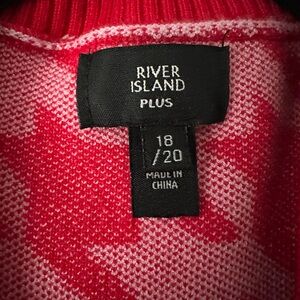 RIVER
ISLAND
PLUS
18
/20
MADE IN
CHINA